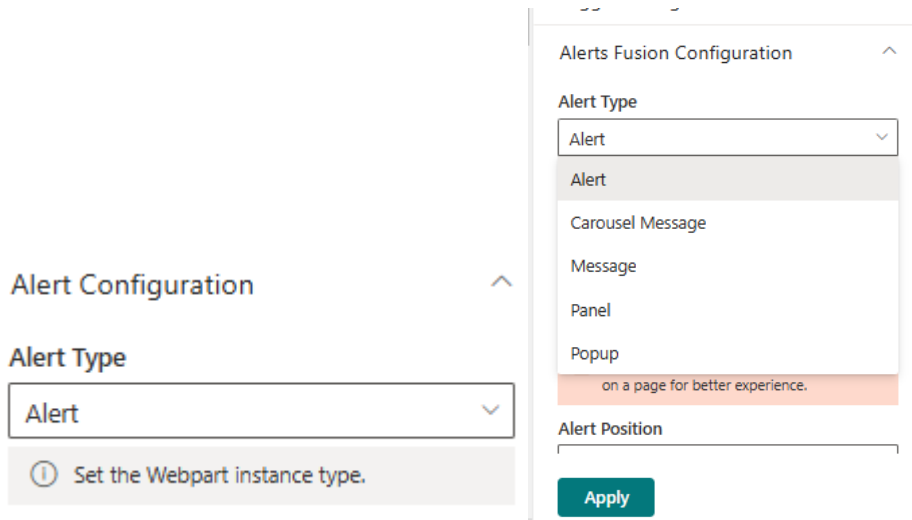 Alert Configuration
Alert Type
Alert
Set the Webpart instance type.
Alerts Fusion Configuration
Alert Type
Alert
Alert
Carousel Message
Message
Panel
Popup
on a page for better experience.
Alert Position
Apply